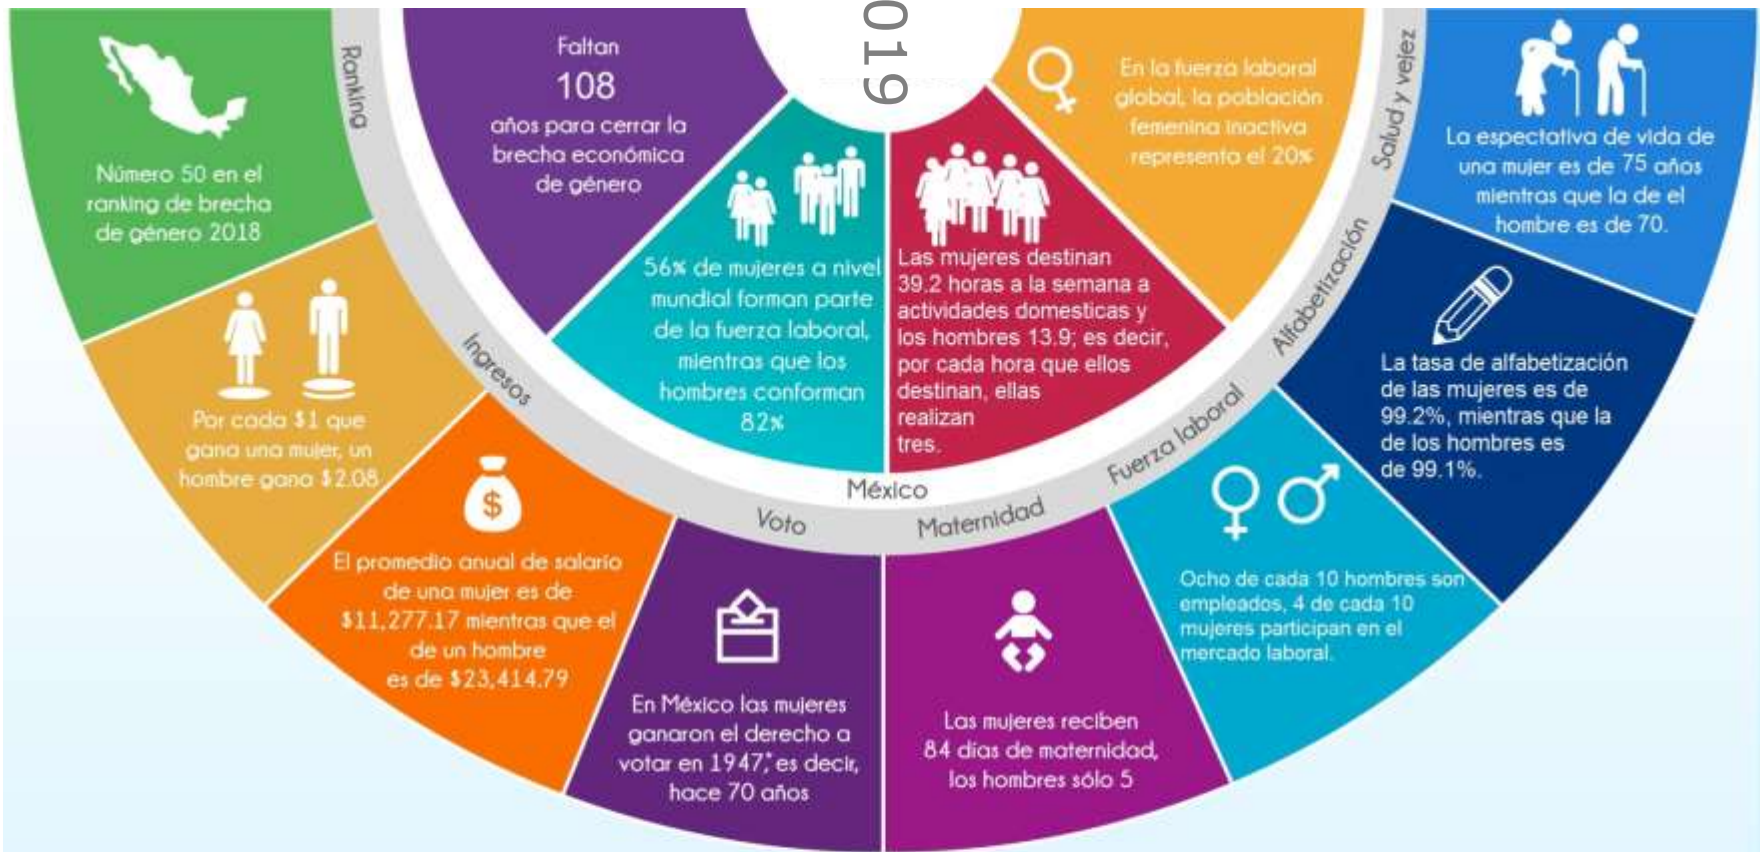 019
Faltan
108
años para cerrar la
brecha económica
de género
56% de mujeres a nivel
mundial forman parte
de la fuerza laboral,
mientras que los
hombres conforman
82%
Las mujeres destinan
39.2 horas a la semana a
actividades domesticas y
los hombres 13.9; es decir,
por cada hora que ellos
destinan, ellas
realizan
tres.
En la fuerza laboral
global, la población
femenina inactiva
representa el 20%
México
Ranking
Número 50 en el
ranking de brecha
de género 2018
Ingresos
Por cada $1 que
gana una mujer, un
hombre gana $2.08
$
El promedio anual de salario
de una mujer es de
$11,277.17 mientras que el
de un hombre
es de $23,414.79
Voto
En México las mujeres
ganaron el derecho a
votar en 1947,* es decir,
hace 70 años
Maternidad
Las mujeres reciben
84 días de maternidad,
los hombres sólo 5
Fuerza laboral
Ocho de cada 10 hombres son
empleados, 4 de cada 10
mujeres participan en el
mercado laboral.
Alfabetización
La tasa de alfabetización
de las mujeres es de
99.2%, mientras que la
de los hombres es
de 99.1%.
Salud y vejez
La espectativa de vida de
una mujer es de 75 años
mientras que la de el
hombre es de 70.